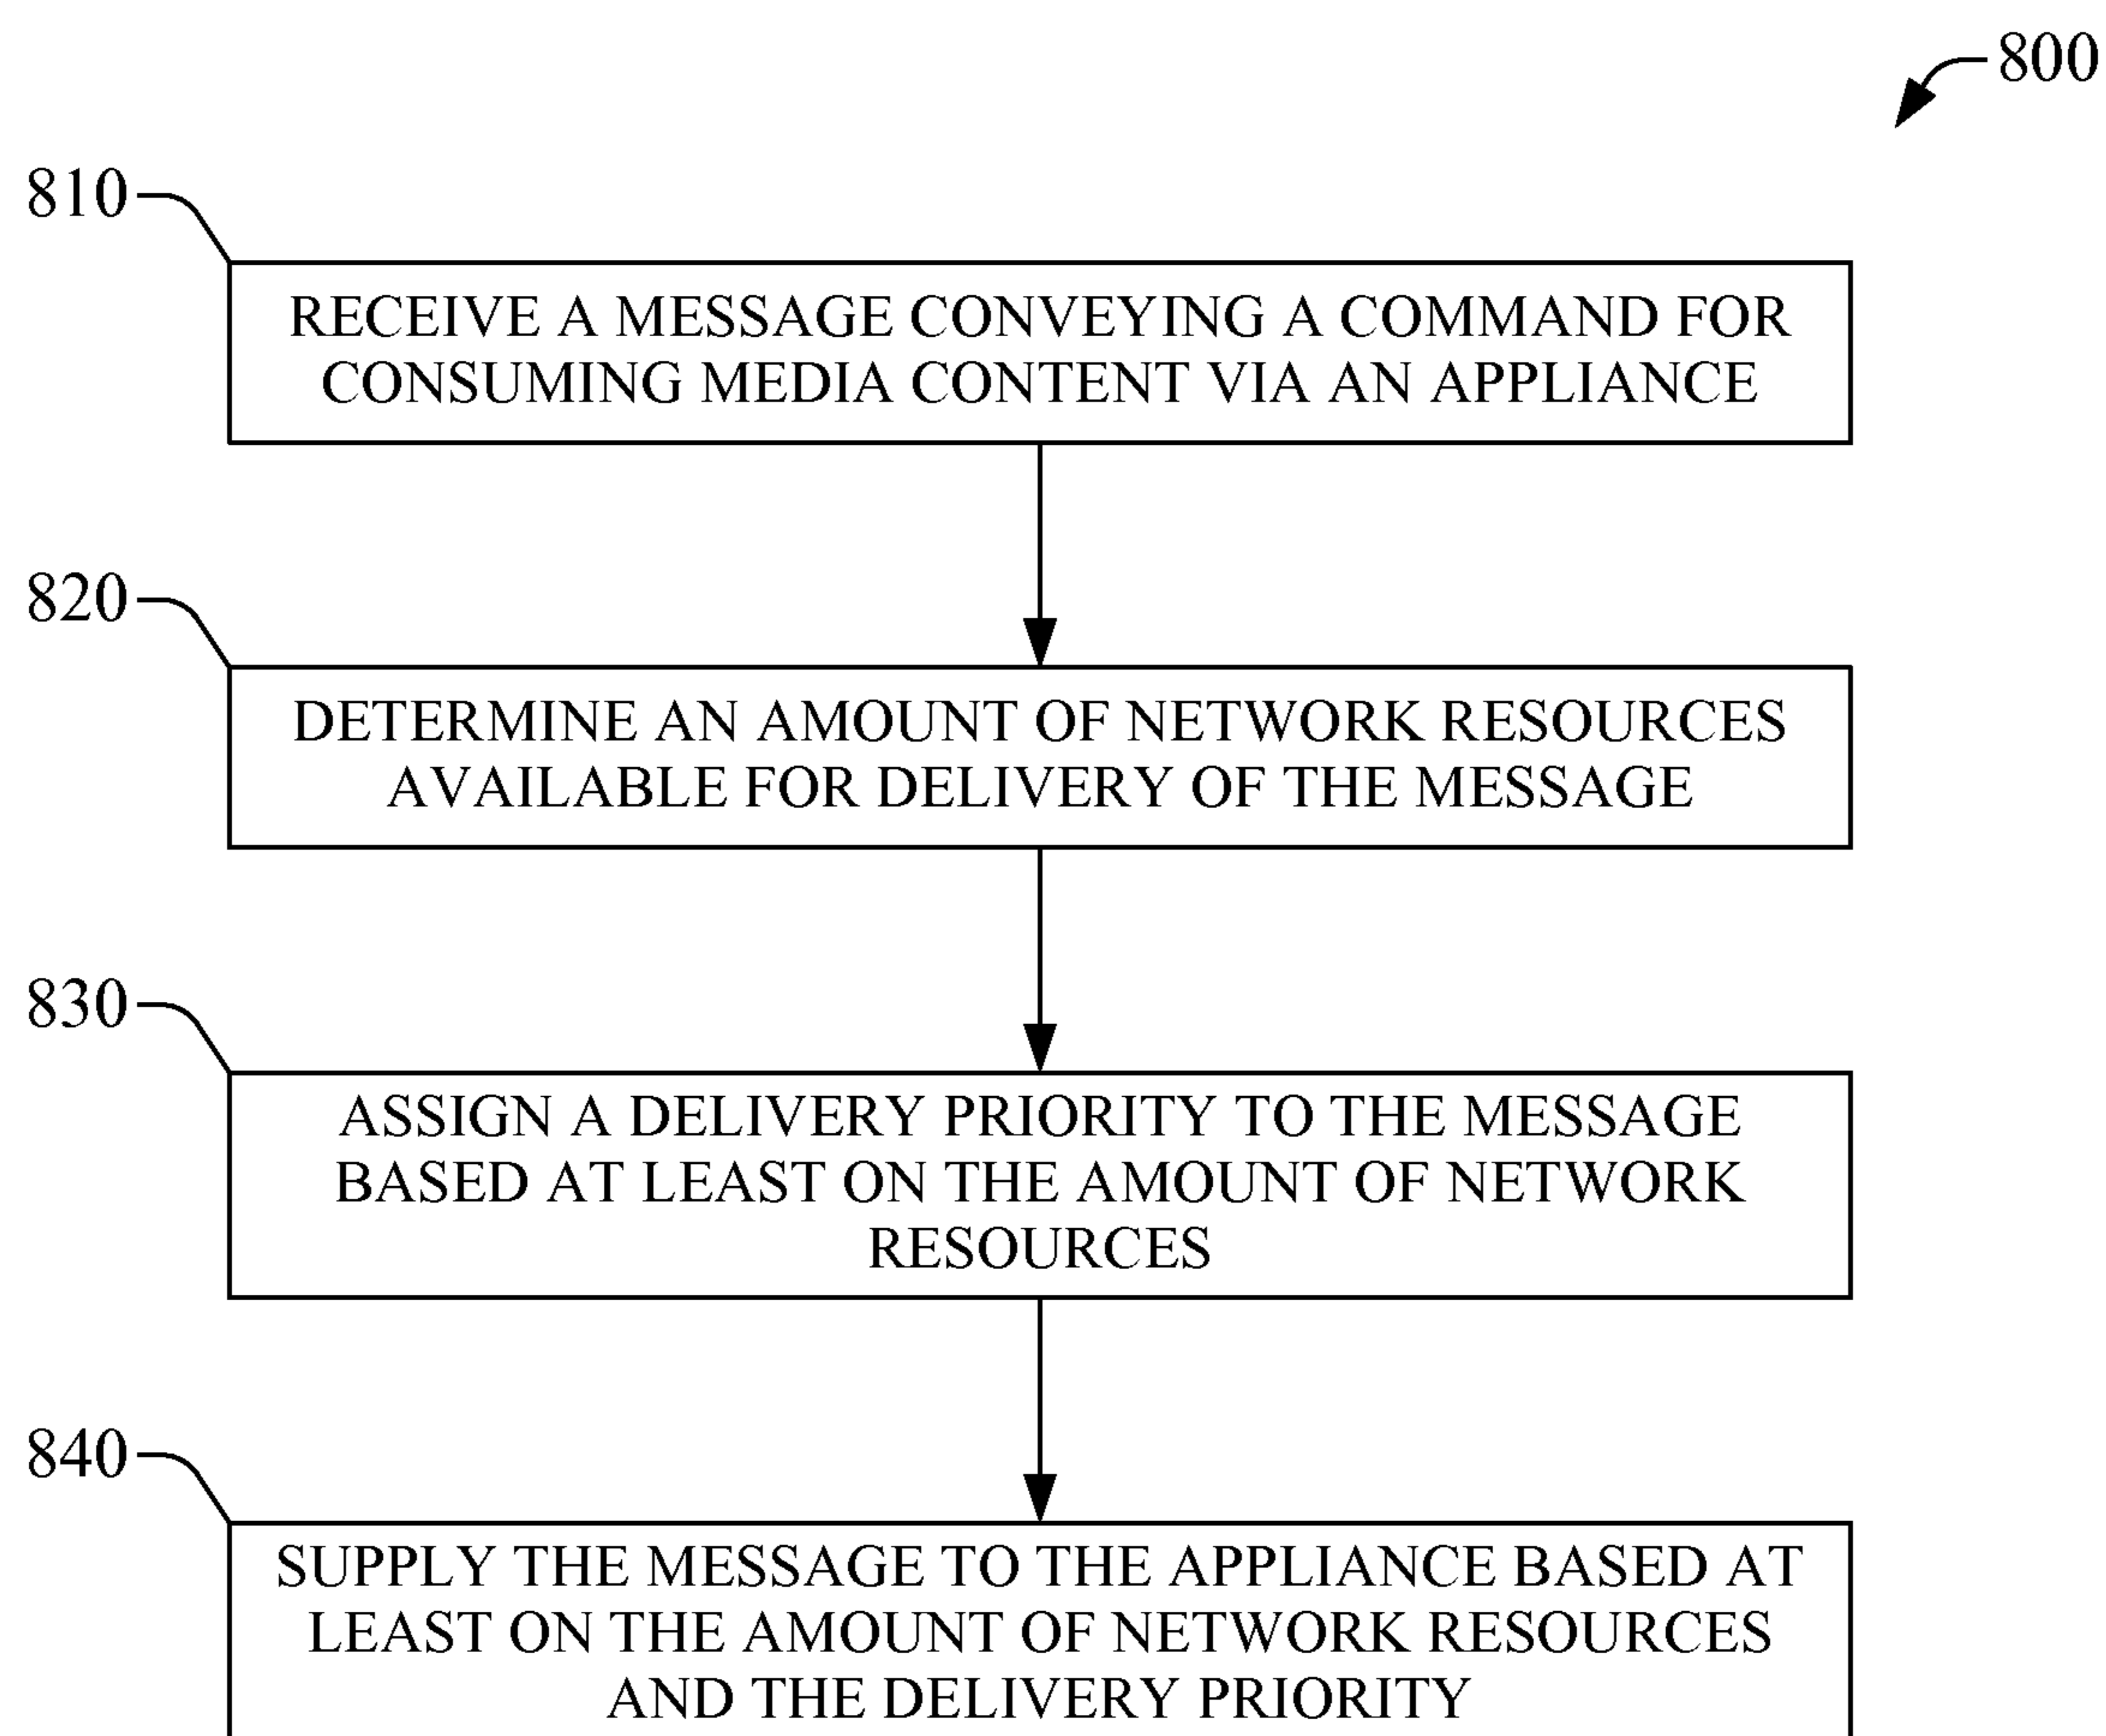 800
810
RECEIVE A MESSAGE CONVEYING A COMMAND FOR
CONSUMING MEDIA CONTENT VIA AN APPLIANCE
820
DETERMINE AN AMOUNT OF NETWORK RESOURCES
AVAILABLE FOR DELIVERY OF THE MESSAGE
830
ASSIGN A DELIVERY PRIORITY TO THE MESSAGE
BASED AT LEAST ON THE AMOUNT OF NETWORK
RESOURCES
840
SUPPLY THE MESSAGE TO THE APPLIANCE BASED AT
LEAST ON THE AMOUNT OF NETWORK RESOURCES
AND THE DELIVERY PRIORITY